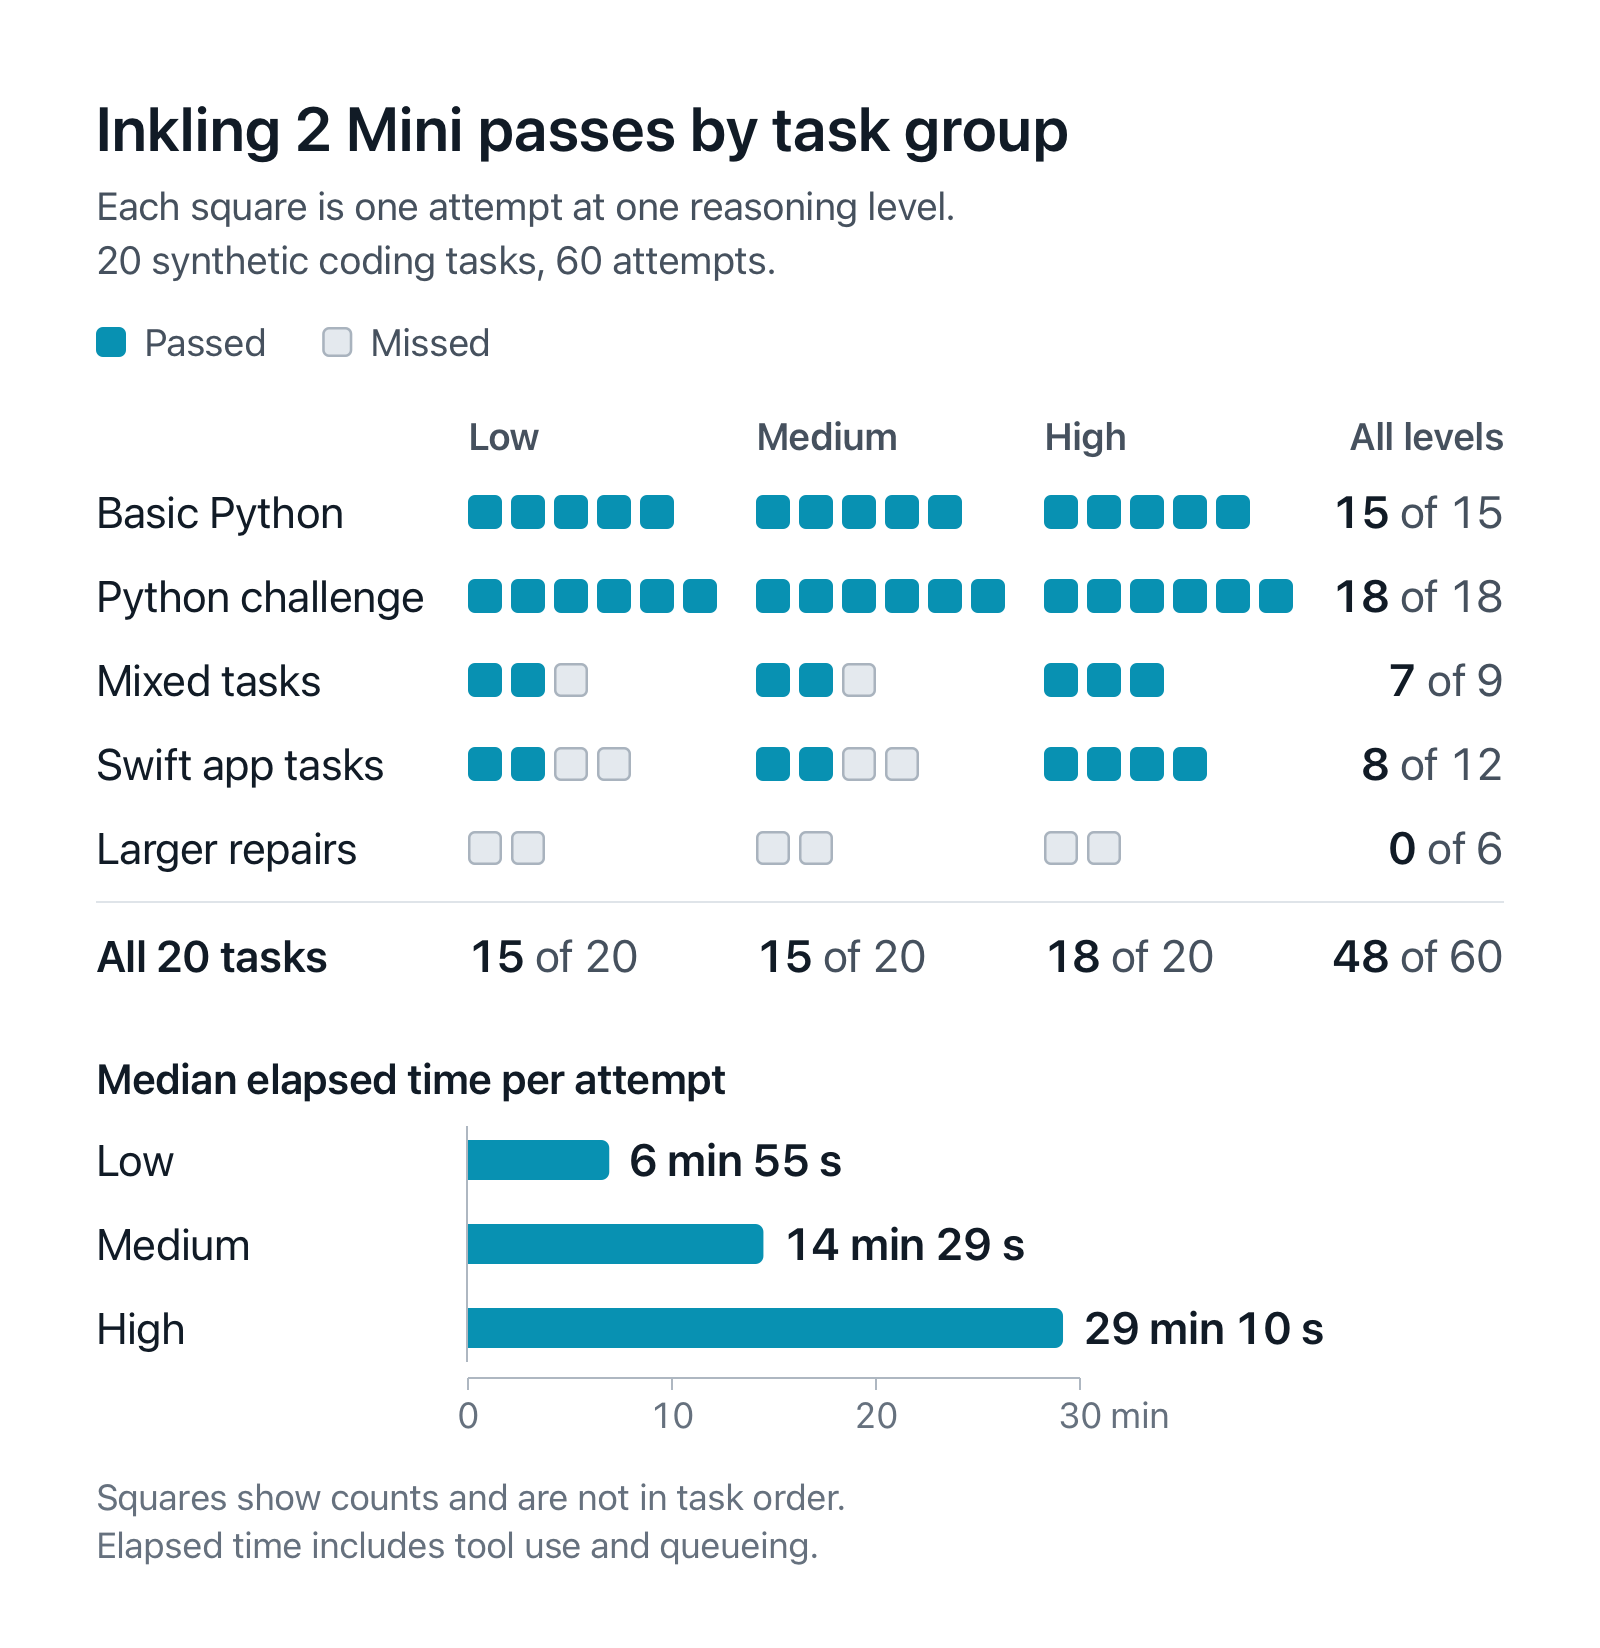 Inkling 2 Mini passes by task group
Each square is one attempt at one reasoning level.
20 synthetic coding tasks, 60 attempts.
Passed Missed
Low Medium High All levels
Basic Python 15 of 15
Python challenge 18 of 18
Mixed tasks 7 of 9
Swift app tasks 8 of 12
Larger repairs 0 of 6
All 20 tasks 15 of 20 15 of 20 18 of 20 48 of 60
Median elapsed time per attempt
Low 6 min 55 s
Medium 14 min 29 s
High 29 min 10 s
0 10 20 30 min
Squares show counts and are not in task order.
Elapsed time includes tool use and queueing.